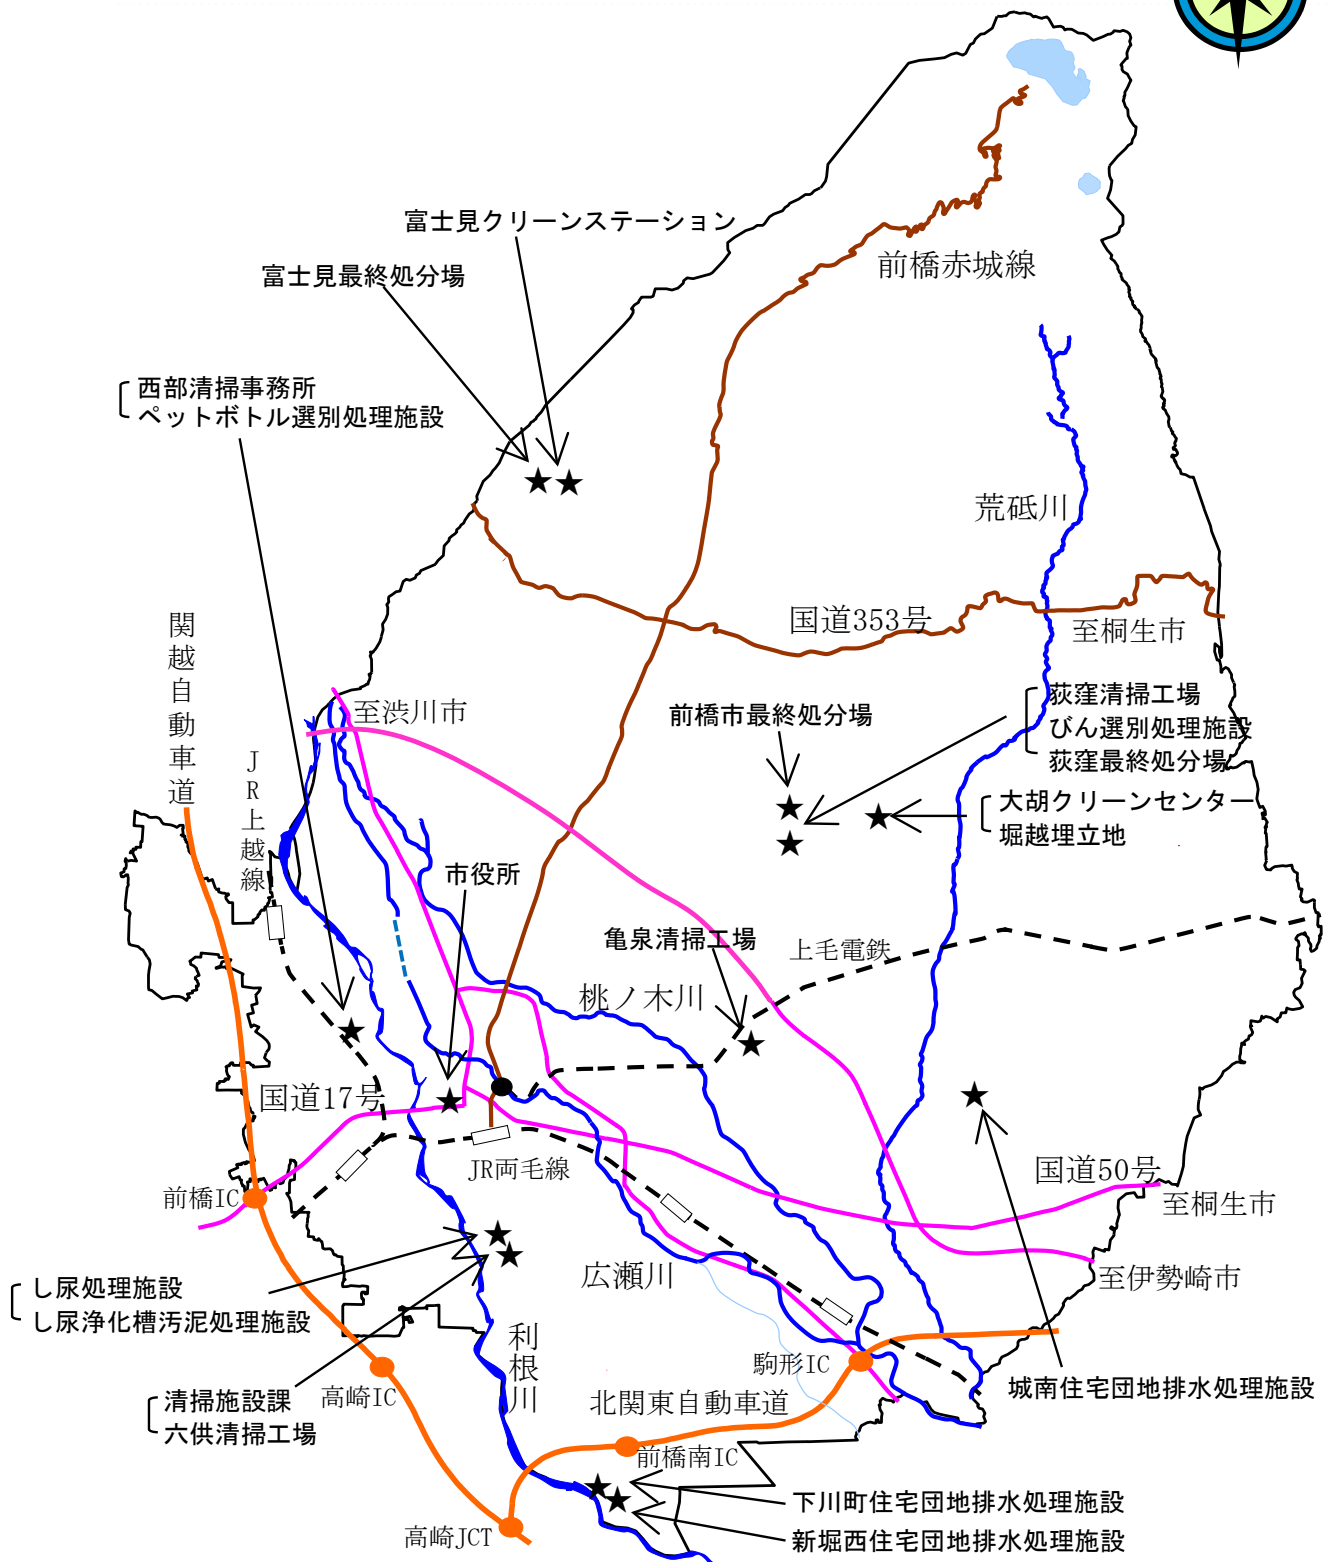 富士見クリーンステーション
前橋赤城線
富士見最終処分場
西部清掃事務所
ペットボトル選別処理施設
荒砥川
国道353号
至桐生市
関越自動車道
至渋川市
前橋市最終処分場
荻窪清掃工場
びん選別処理施設
荻窪最終処分場
JR上越線
大胡クリーンセンター
堀越埋立地
市役所
亀泉清掃工場
上毛電鉄
桃ノ木川
国道17号
JR両毛線
国道50号
前橋IC
至桐生市
広瀬川
至伊勢崎市
し尿処理施設
し尿浄化槽汚泥処理施設
利根川
駒形IC
高崎IC
城南住宅団地排水処理施設
清掃施設課
六供清掃工場
北関東自動車道
前橋南IC
下川町住宅団地排水処理施設
高崎JCT
新堀西住宅団地排水処理施設